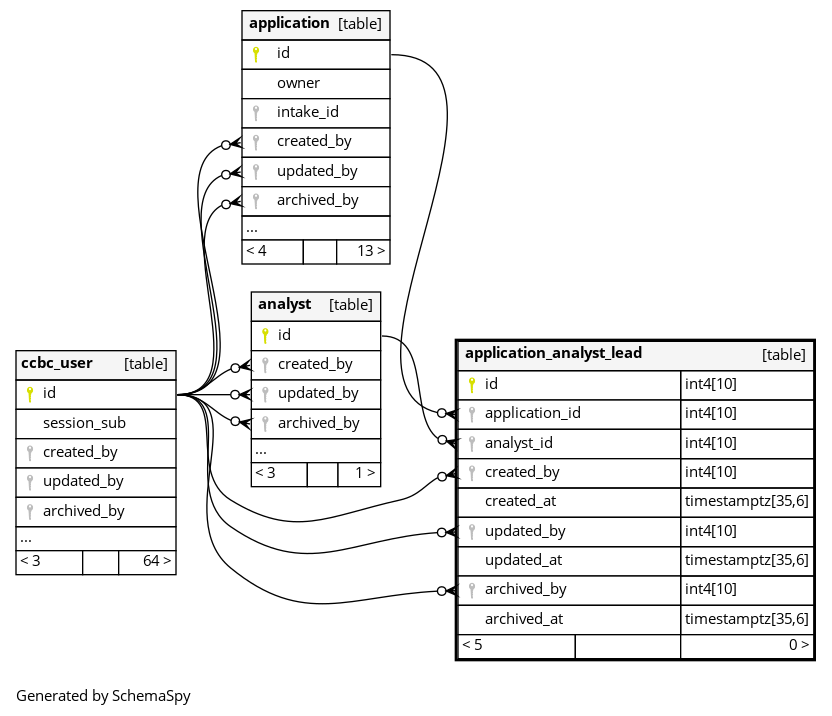 application [table]
id
owner
intake_id
created_by
updated_by
archived_by
...
< 4 13 >
analyst [table]
id
created_by
updated_by
archived_by
...
< 3 1 >
ccbc_user [table]
id
session_sub
created_by
updated_by
archived_by
...
< 3 64 >
application_analyst_lead [table]
id int4[10]
application_id int4[10]
analyst_id int4[10]
created_by int4[10]
created_at timestamptz[35,6]
updated_by int4[10]
updated_at timestamptz[35,6]
archived_by int4[10]
archived_at timestamptz[35,6]
< 5 0 >
Generated by SchemaSpy